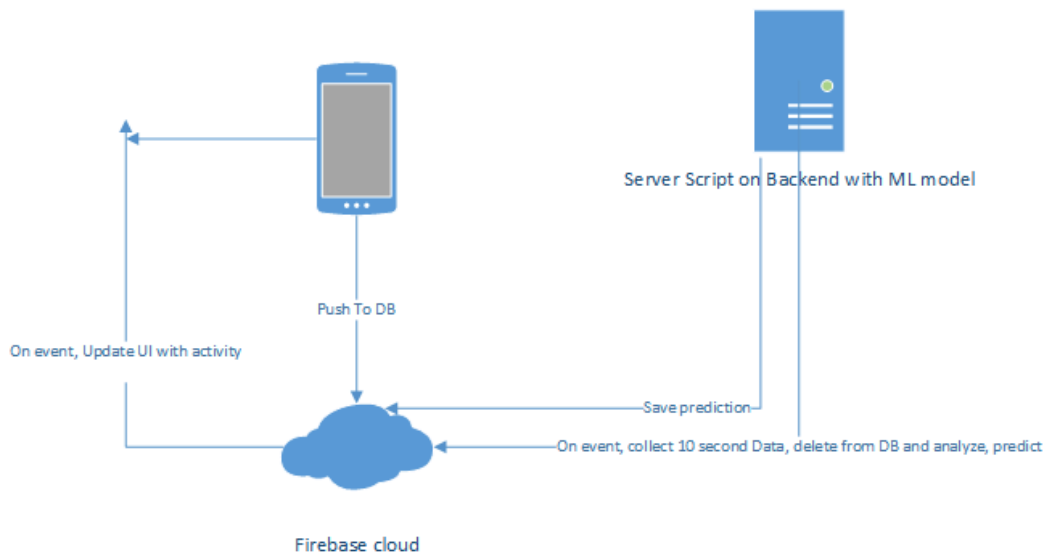 Server Script on Backend with ML model
Push To DB
On event, Update UI with activity
Save prediction
On event, collect 10 second Data, delete from DB and analyze, predict
Firebase cloud